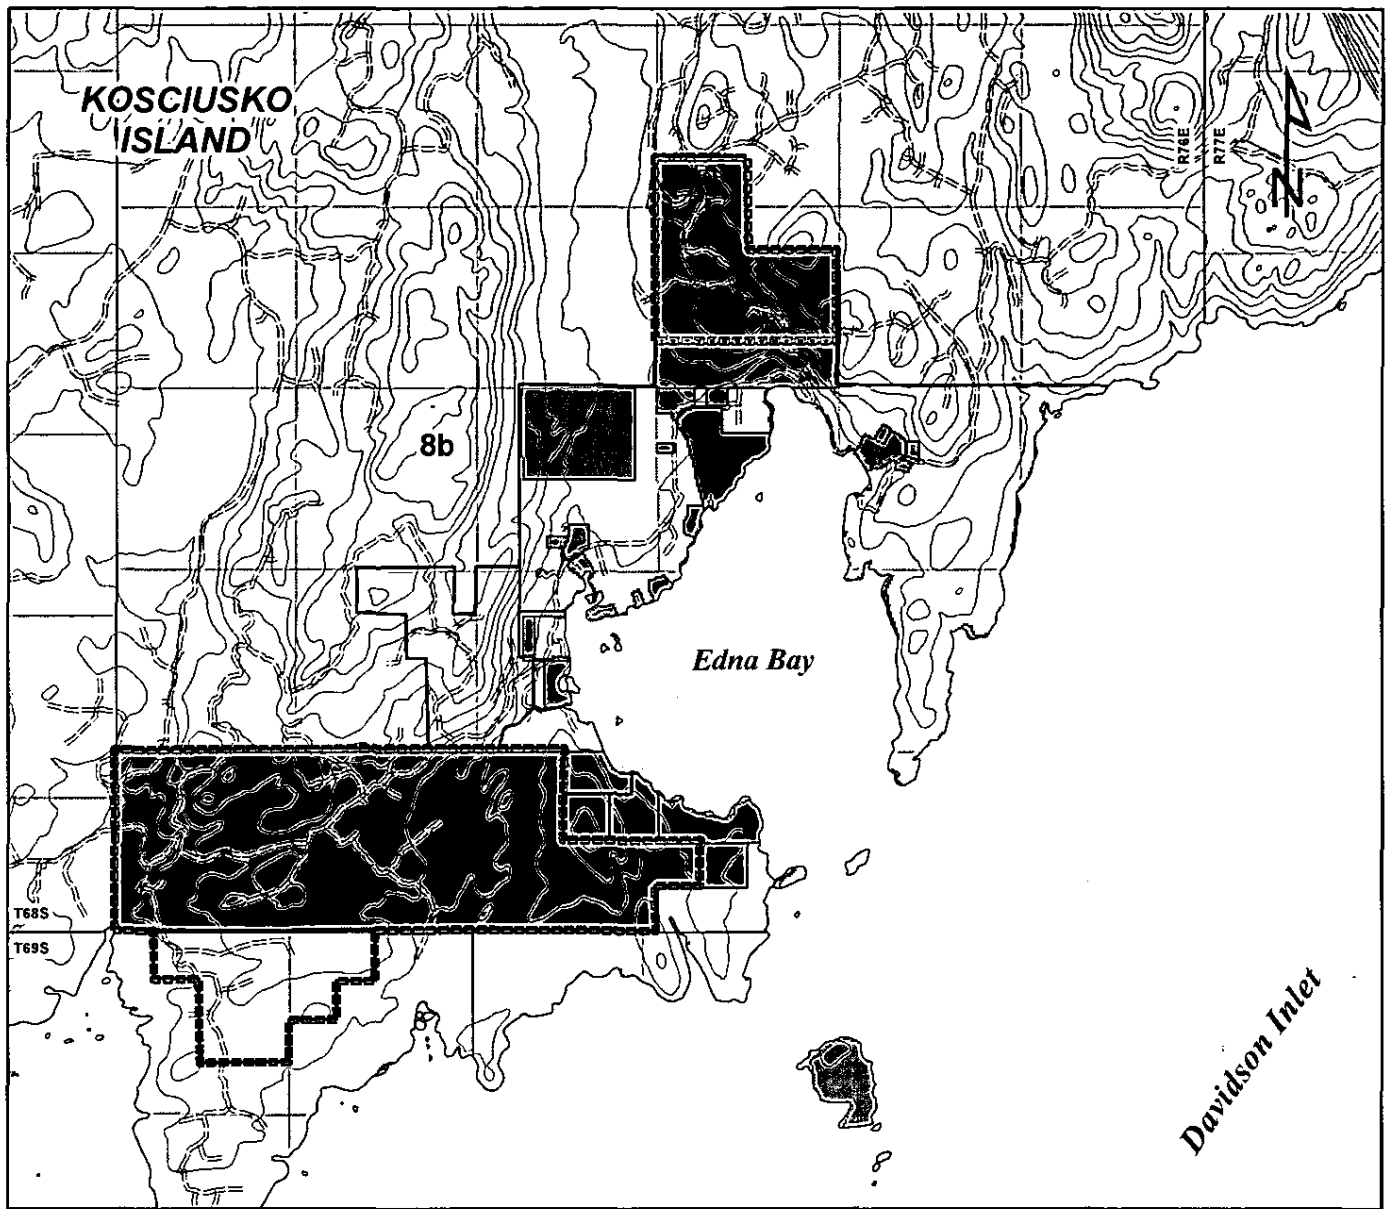 KOSCIUSKO
ISLAND
R76E
R77E
N
8b
Edna Bay
T68S
T69S
Davidson Inlet